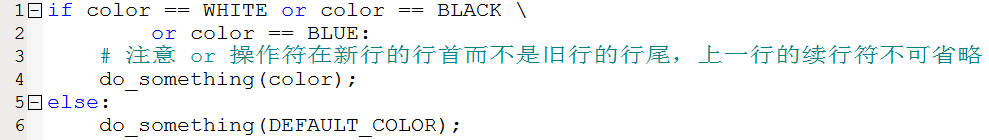 1 if color == WHITE or color == BLACK \
2         or color == BLUE:
3     # 注意 or 操作符在新行的行首而不是旧行的行尾，上一行的续行符不可省略
4     do_something(color);
5 else:
6     do_something(DEFAULT_COLOR);